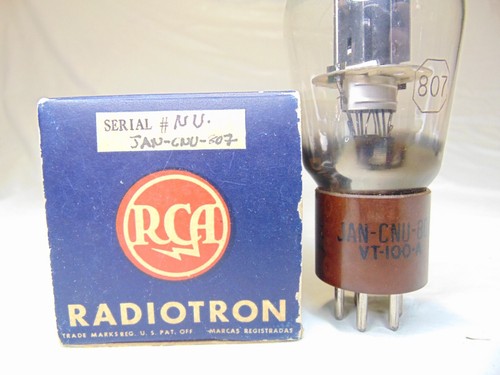 SERIAL # N U.
JAN-CNU-807
RCA
RADIOTRON
TRADE MARKS REG. U. S. PAT. OFF MARCAS REGISTRADAS
807
JAN-CNU-8
VT-100-A